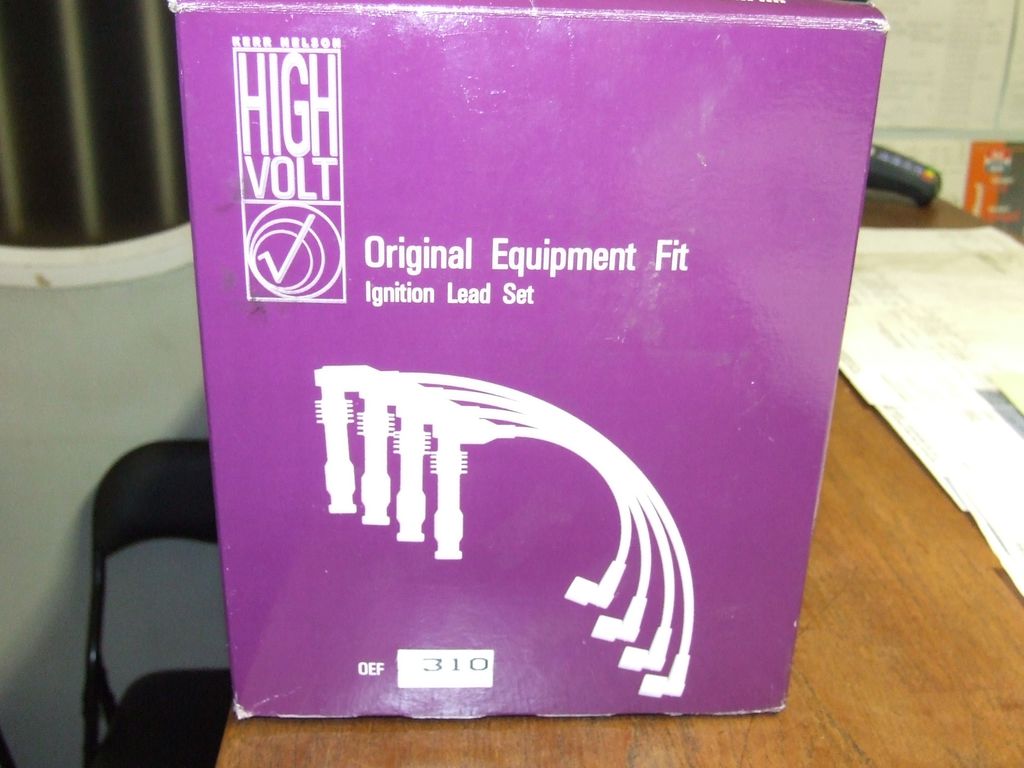 KERR NELSON
HIGH
VOLT
Original Equipment Fit
Ignition Lead Set
OEF 310